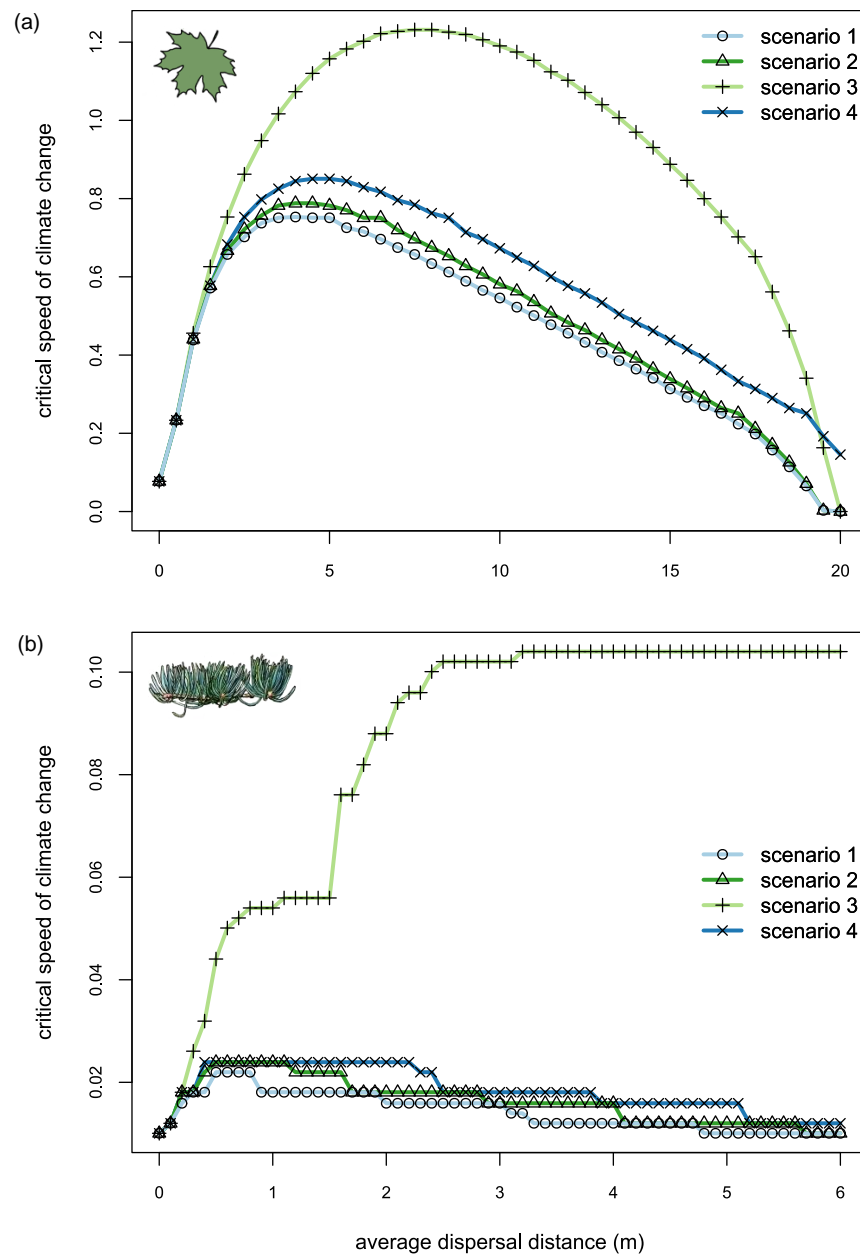 (a)
critical speed of climate change
1.2
1.0
0.8
0.6
0.4
0.2
0.0
scenario 1
scenario 2
scenario 3
scenario 4
0 5 10 15 20
(b)
critical speed of climate change
0.10
0.08
0.06
0.04
0.02
scenario 1
scenario 2
scenario 3
scenario 4
0 1 2 3 4 5 6
average dispersal distance (m)